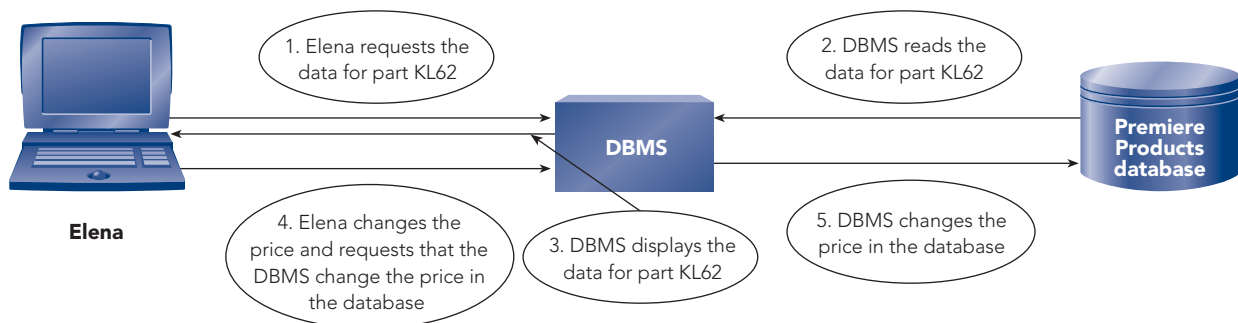 1. Elena requests the
data for part KL62
2. DBMS reads the
data for part KL62
DBMS
Premiere
Products
database
Elena
4. Elena changes the
price and requests that the
DBMS change the price in
the database
3. DBMS displays the
data for part KL62
5. DBMS changes the
price in the database